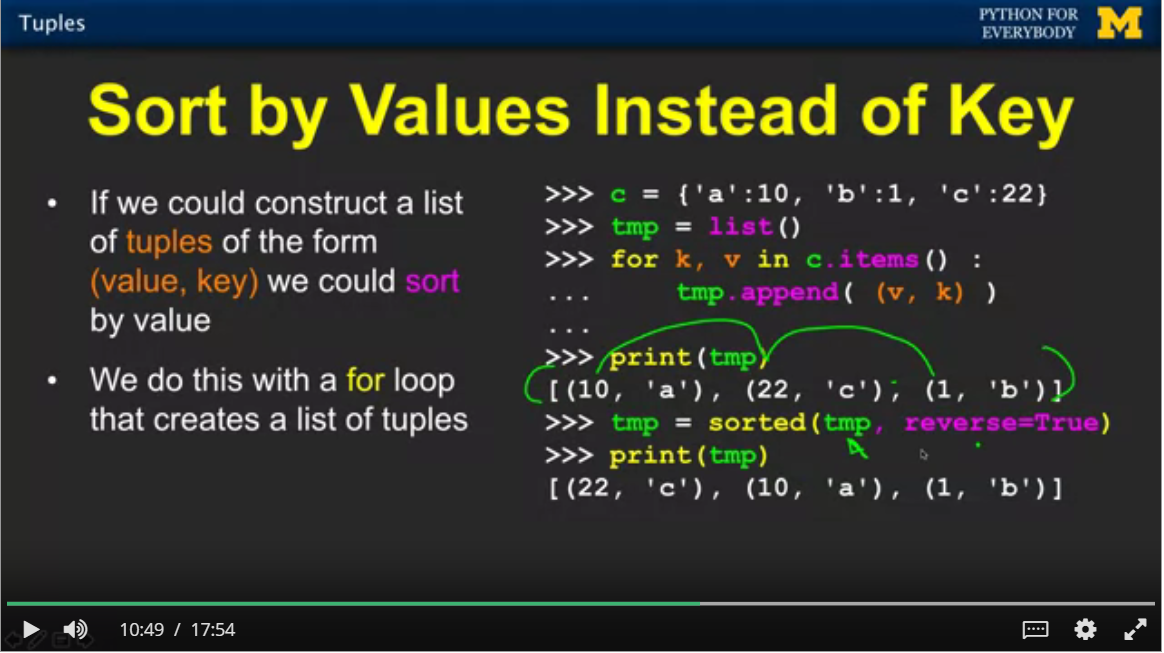 Tuples
PYTHON FOR
EVERYBODY
M
Sort by Values Instead of Key
• If we could construct a list
of tuples of the form
(value, key) we could sort
by value
• We do this with a for loop
that creates a list of tuples
>>> c = {'a':10, 'b':1, 'c':22}
>>> tmp = list()
>>> for k, v in c.items() :
...     tmp.append( (v, k) )
...
>>> print(tmp)
[(10, 'a'), (22, 'c'), (1, 'b')]
>>> tmp = sorted(tmp, reverse=True)
>>> print(tmp)
[(22, 'c'), (10, 'a'), (1, 'b')]
10:49 / 17:54